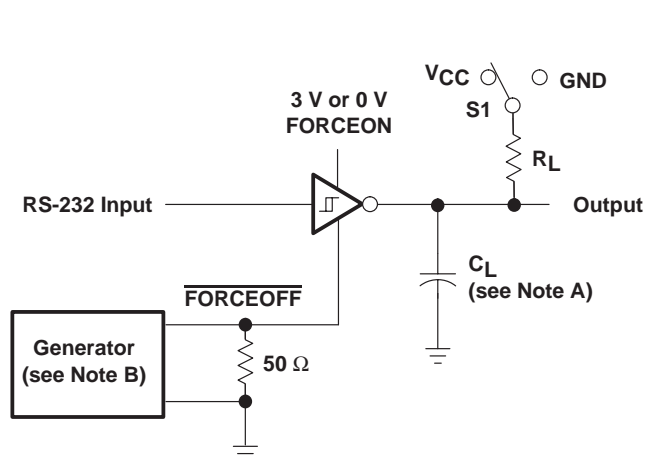 VCC
GND
S1
3 V or 0 V
FORCEON
RL
RS-232 Input
Output
CL
(see Note A)
FORCEOFF
Generator
(see Note B)
50 Ω